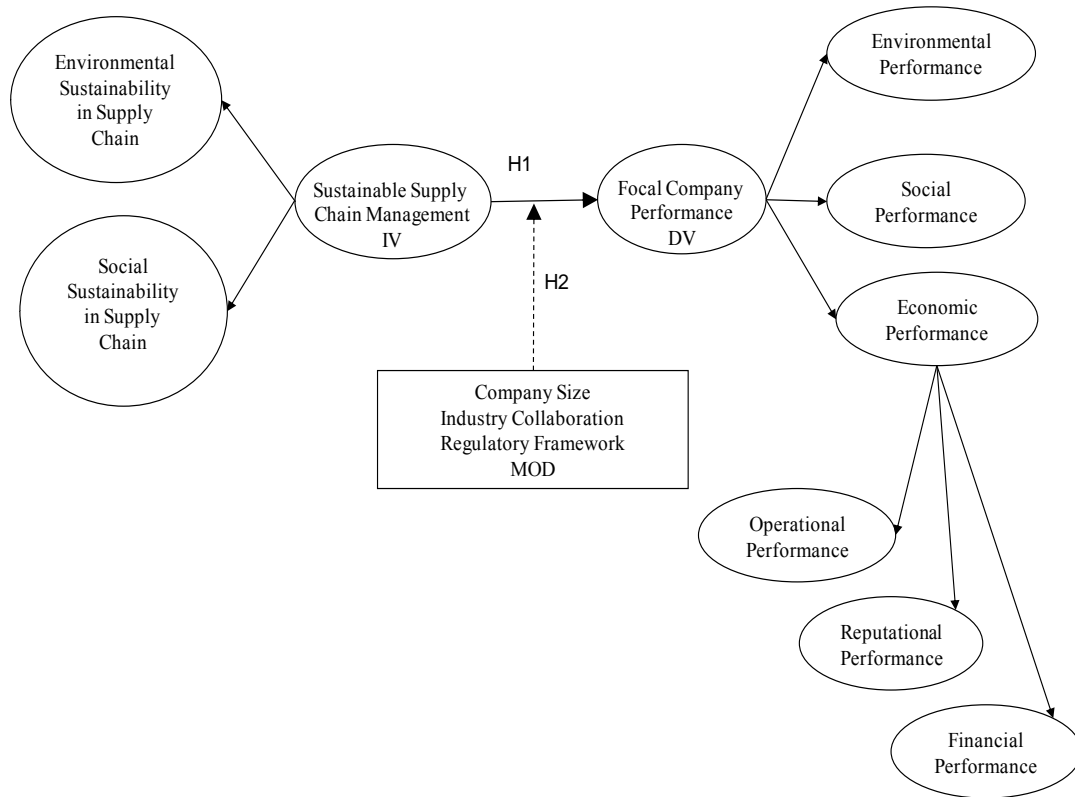 Environmental
Sustainability
in Supply
Chain
Social
Sustainability
in Supply
Chain
Sustainable Supply
Chain Management
IV
H1
H2
Focal Company
Performance
DV
Company Size
Industry Collaboration
Regulatory Framework
MOD
Environmental
Performance
Social
Performance
Economic
Performance
Operational
Performance
Reputational
Performance
Financial
Performance